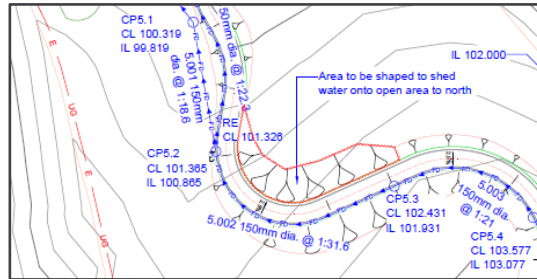 CP5.1
CL 100.319
IL 99.819
5.001 150mm
dia. @ 1:18.6
50mm dia. @ 1:22.3
IL 102.000
Area to be shaped to shed
water onto open area to north
RE
CL 101.326
CP5.2
CL 101.365
IL 100.865
5.002 150mm dia. @ 1:31.6
CP5.3
CL 102.431
IL 101.931
5.003
150mm dia.
@ 1:21
CP5.4
CL 103.577
IL 103.077
E
UG
E
UG